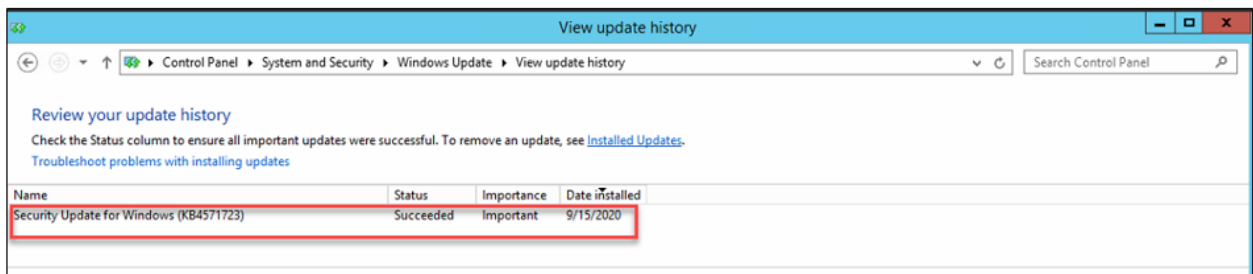 View update history
Control Panel ▸ System and Security ▸ Windows Update ▸ View update history
Search Control Panel
Review your update history
Check the Status column to ensure all important updates were successful. To remove an update, see Installed Updates.
Troubleshoot problems with installing updates
Name Status Importance Date installed
Security Update for Windows (KB4571723) Succeeded Important 9/15/2020